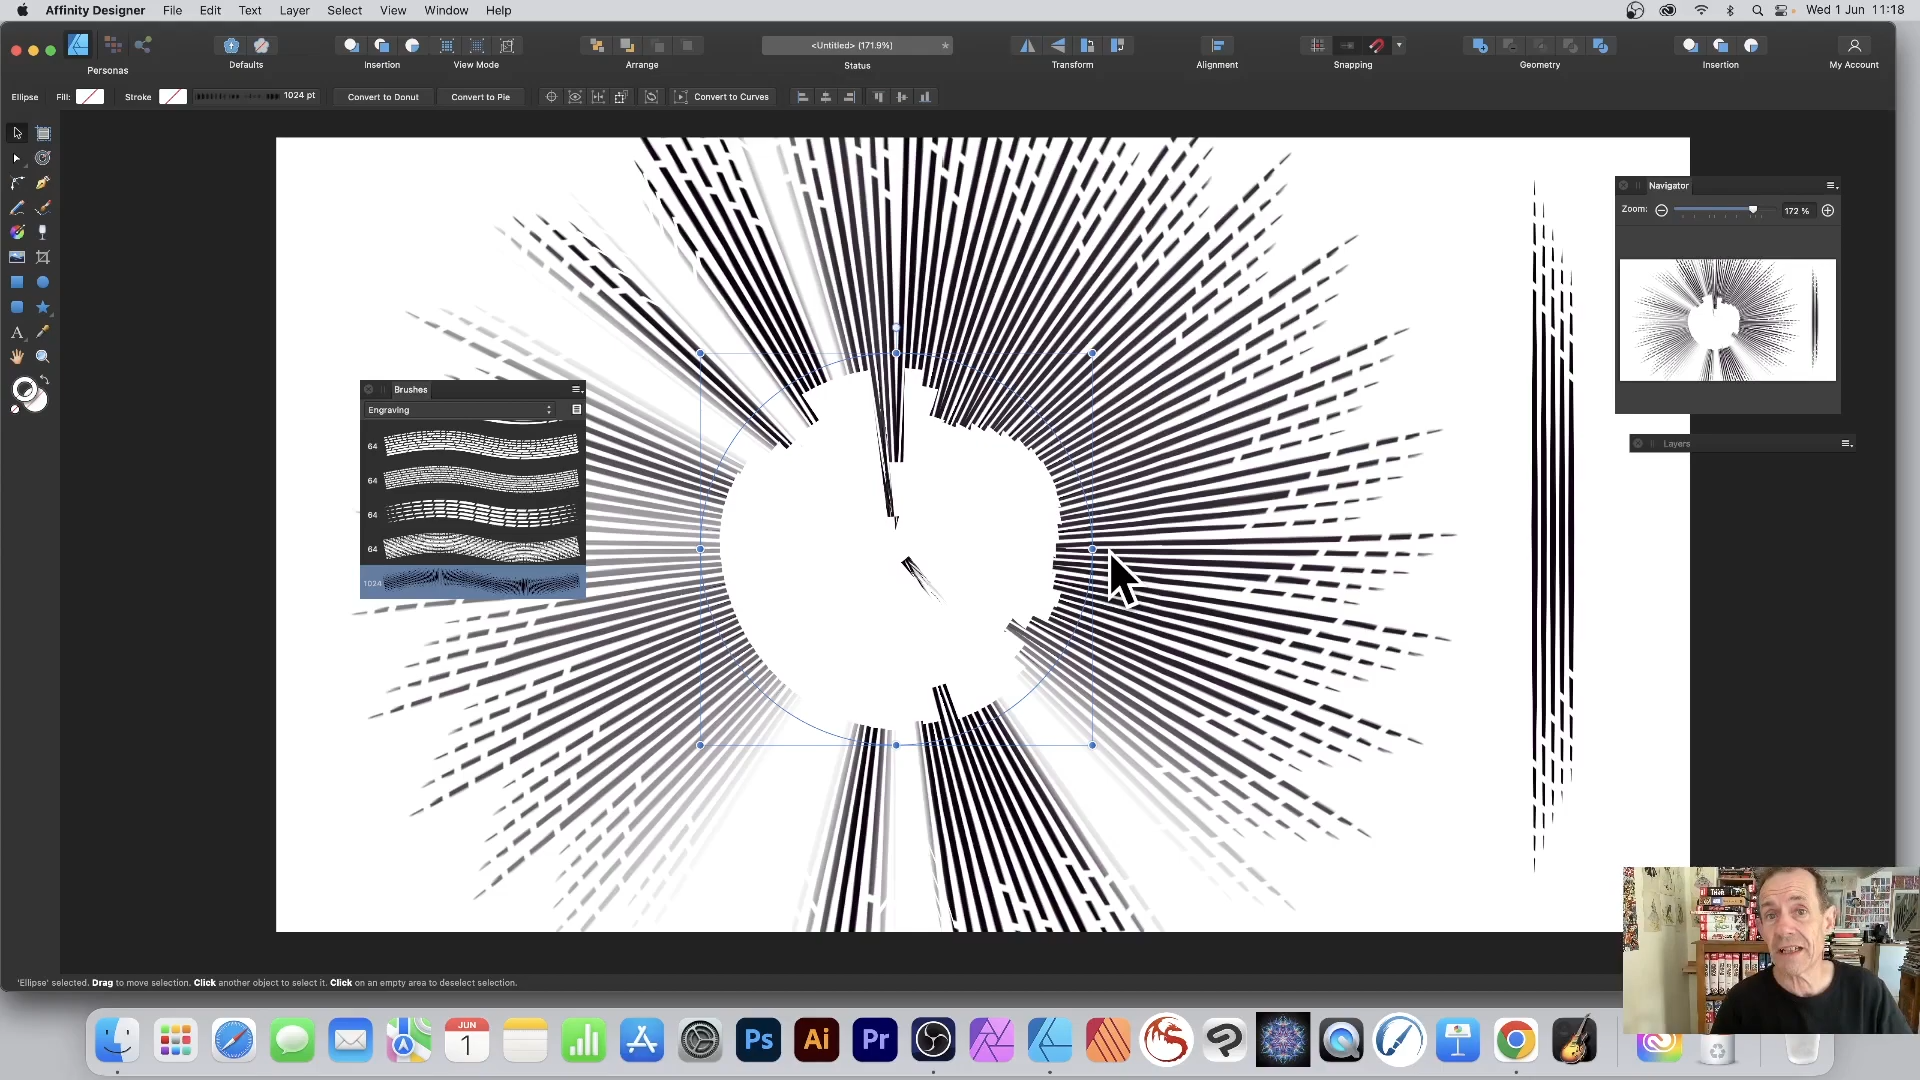 Affinity Designer File Edit Text Layer Select View Window Help Wed 1 Jun 11:18
Personas
Defaults
Insertion
View Mode
Arrange
<Untitled> (171.9%)
Status
Transform
Alignment
Snapping
Geometry
Insertion
My Account
Ellipse Fill: Stroke 1024 pt Convert to Donut Convert to Pie Convert to Curves
Navigator
Zoom: 172 %
Brushes
Engraving
64
64
64
64
1024
Layers
'Ellipse' selected. Drag to move selection. Click another object to select it. Click on an empty area to deselect selection.
JUN
1
Ps
Ai
Pr